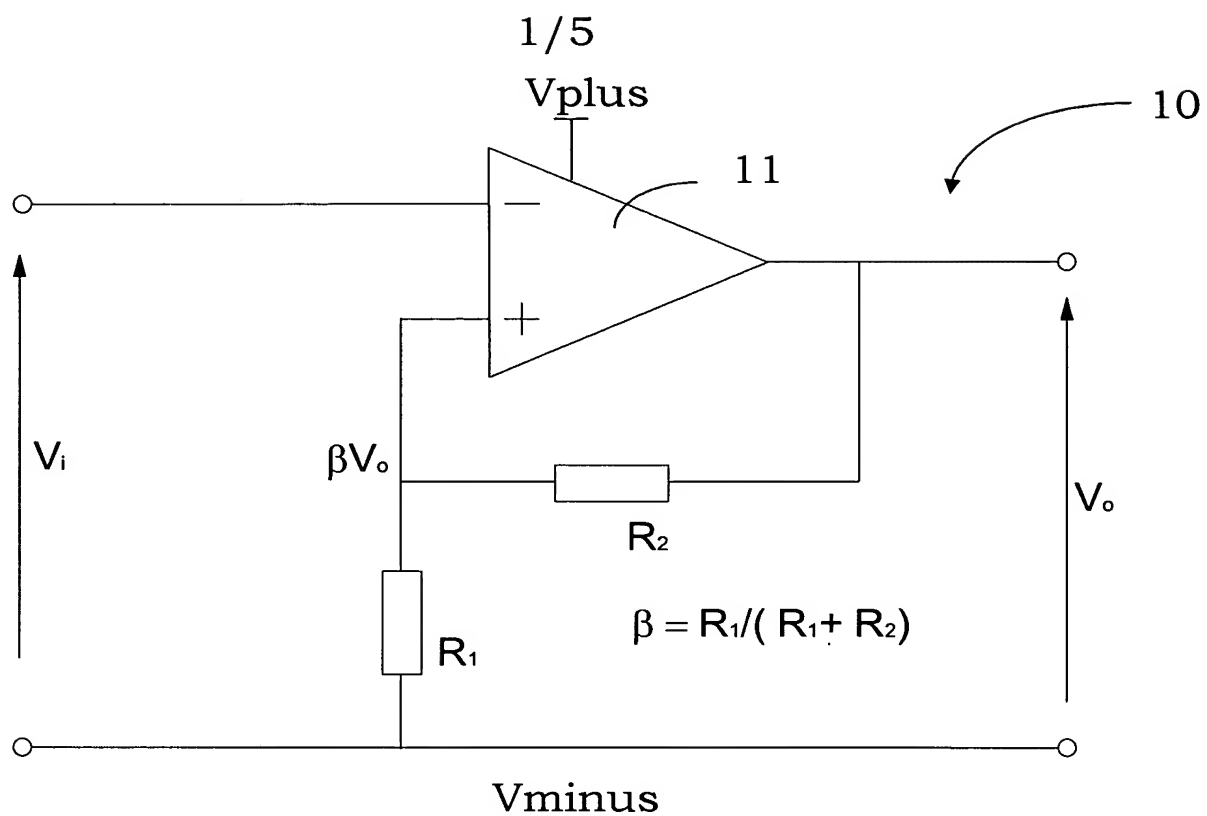 1/5
Vplus
10
11
−
+
Vi
βVo
Vo
R2
β = R1/( R1+ R2)
R1
Vminus